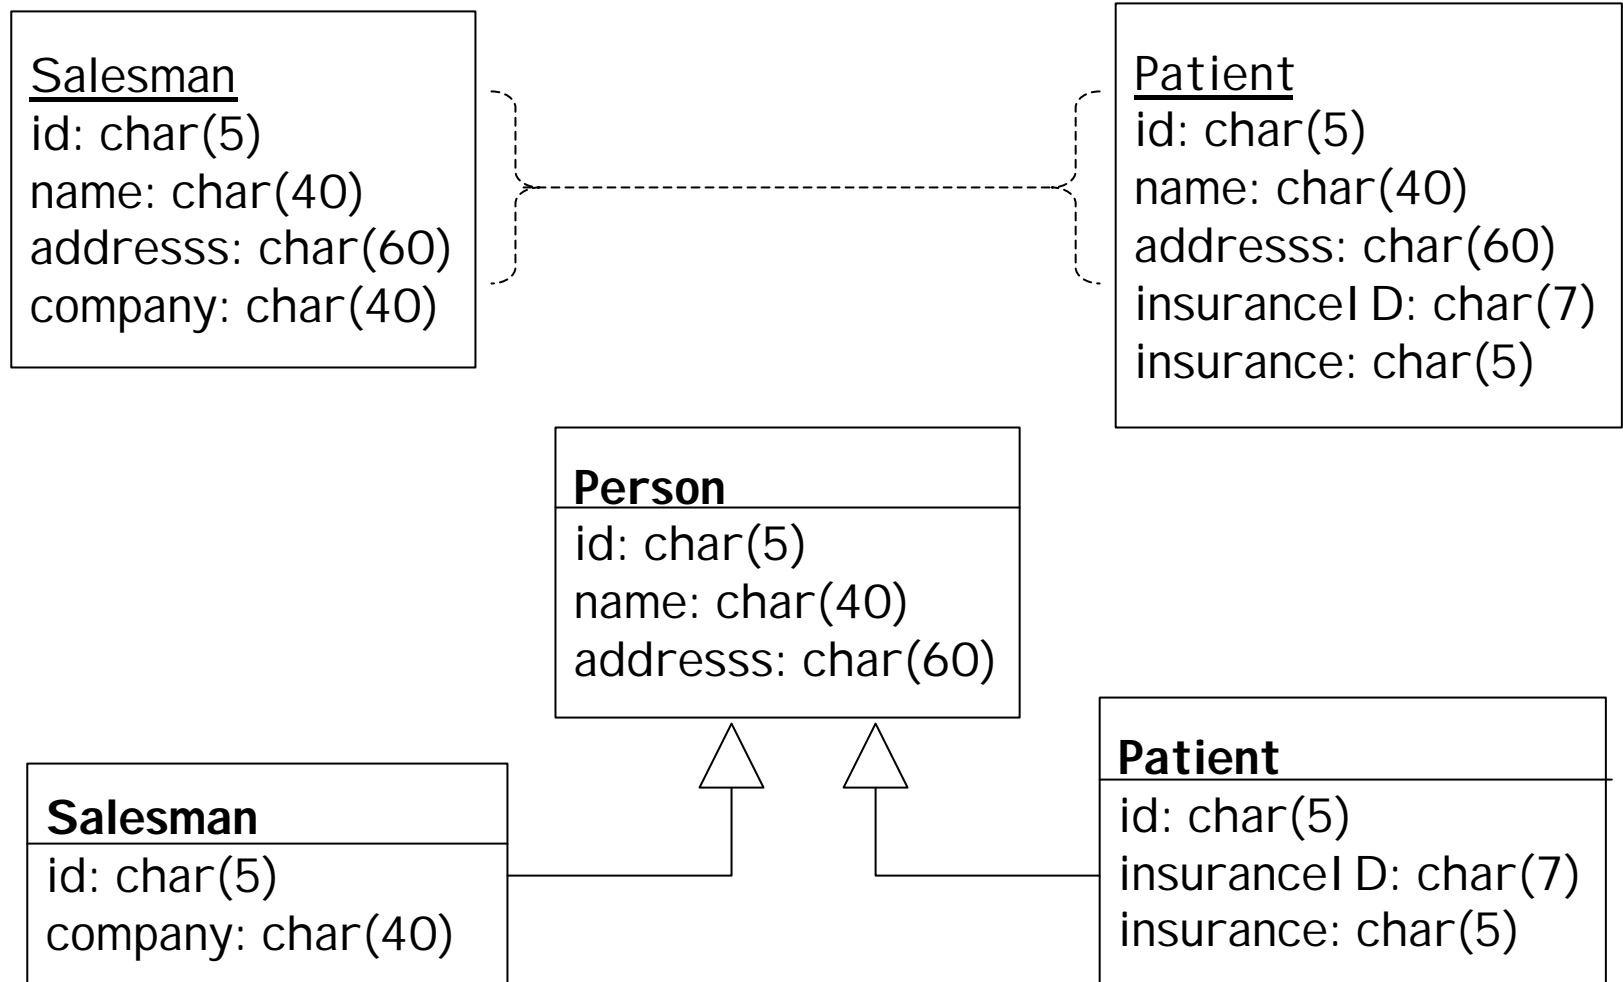 Salesman
id: char(5)
name: char(40)
addresss: char(60)
company: char(40)
Patient
id: char(5)
name: char(40)
addresss: char(60)
insuranceID: char(7)
insurance: char(5)
Person
id: char(5)
name: char(40)
addresss: char(60)
Salesman
id: char(5)
company: char(40)
Patient
id: char(5)
insuranceID: char(7)
insurance: char(5)